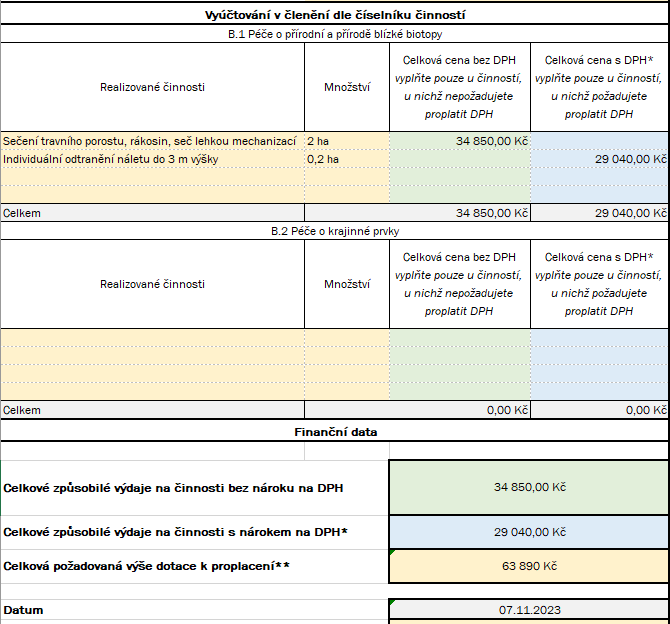 Vyúčtování v členění dle číselníku činností
B.1 Péče o přírodní a přírodě blízké biotopy
Realizované činnosti
Množství
Celková cena bez DPH
vyplňte pouze u činností,
u nichž nepožadujete
proplatit DPH
Celková cena s DPH*
vyplňte pouze u činností,
u nichž požadujete
proplatit DPH
Sečení travního porostu, rákosin, seč lehkou mechanizací 2 ha 34 850,00 Kč
Individuální odtranění náletu do 3 m výšky 0,2 ha 29 040,00 Kč
Celkem 34 850,00 Kč 29 040,00 Kč
B.2 Péče o krajinné prvky
Realizované činnosti
Množství
Celková cena bez DPH
vyplňte pouze u činností,
u nichž nepožadujete
proplatit DPH
Celková cena s DPH*
vyplňte pouze u činností,
u nichž požadujete
proplatit DPH
Celkem 0,00 Kč 0,00 Kč
Finanční data
Celkové způsobilé výdaje na činnosti bez nároku na DPH 34 850,00 Kč
Celkové způsobilé výdaje na činnosti s nárokem na DPH* 29 040,00 Kč
Celková požadovaná výše dotace k proplacení** 63 890 Kč
Datum 07.11.2023